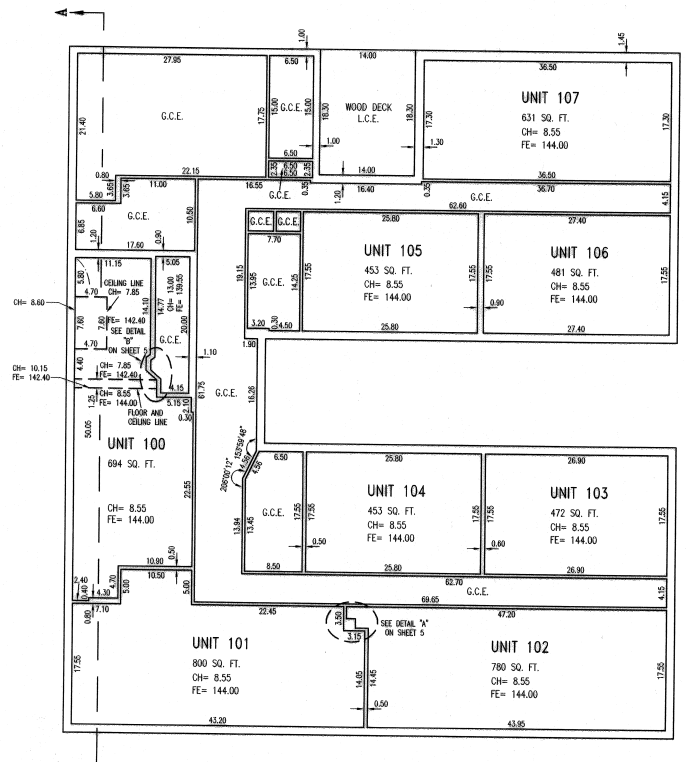 A
1.00
1.45
27.95
6.50
14.00
36.50
G.C.E.
21.40
17.75
15.00
G.C.E.
15.00
18.30
WOOD DECK
L.C.E.
18.30
17.30
UNIT 107
631 SQ. FT.
CH= 8.55
FE= 144.00
17.30
1.00
1.30
6.50
2.35
6.50
6.50
2.35
14.00
36.50
0.80
22.15
5.80
3.65
3.65
11.00
16.55
0.35
1.20
16.40
0.35
36.70
G.C.E.
G.C.E.
4.15
6.60
62.60
6.85
G.C.E.
10.50
G.C.E.
G.C.E.
25.80
27.40
1.20
17.60
0.90
7.70
11.15
5.05
19.15
13.95
G.C.E.
14.25
17.55
UNIT 105
453 SQ. FT.
CH= 8.55
FE= 144.00
17.55
17.55
UNIT 106
481 SQ. FT.
CH= 8.55
FE= 144.00
17.55
5.80
CEILING LINE
CH= 7.85
4.70
14.10
14.77
CH= 13.00
FE= 139.55
20.00
CH= 8.60
7.60
7.60
FE= 142.40
SEE DETAIL
"B"
ON SHEET 5
G.C.E.
0.90
3.20
0.30
4.50
25.80
27.40
4.70
1.10
1.90
4.40
CH= 7.85
FE= 142.40
CH= 10.15
FE= 142.40
CH= 8.55
FE= 144.00
1.25
4.15
5.15
2.10
0.30
FLOOR AND
CEILING LINE
61.75
G.C.E.
16.26
50.05
UNIT 100
694 SQ. FT.
153°59'48"
4.56
4.56
206°00'12"
6.50
25.80
26.90
22.55
CH= 8.55
FE= 144.00
13.94
13.45
G.C.E.
17.55
UNIT 104
453 SQ. FT.
CH= 8.55
FE= 144.00
17.55
17.55
UNIT 103
472 SQ. FT.
CH= 8.55
FE= 144.00
17.55
0.50
0.60
10.90
0.50
8.50
25.80
26.90
2.40
0.40
4.30
4.70
5.00
10.50
5.00
62.70
G.C.E.
4.15
0.80
7.10
22.45
69.65
47.20
3.50
3.15
SEE DETAIL "A"
ON SHEET 5
17.55
UNIT 101
800 SQ. FT.
CH= 8.55
FE= 144.00
14.05
14.45
0.50
UNIT 102
780 SQ. FT.
CH= 8.55
FE= 144.00
17.55
43.20
43.95